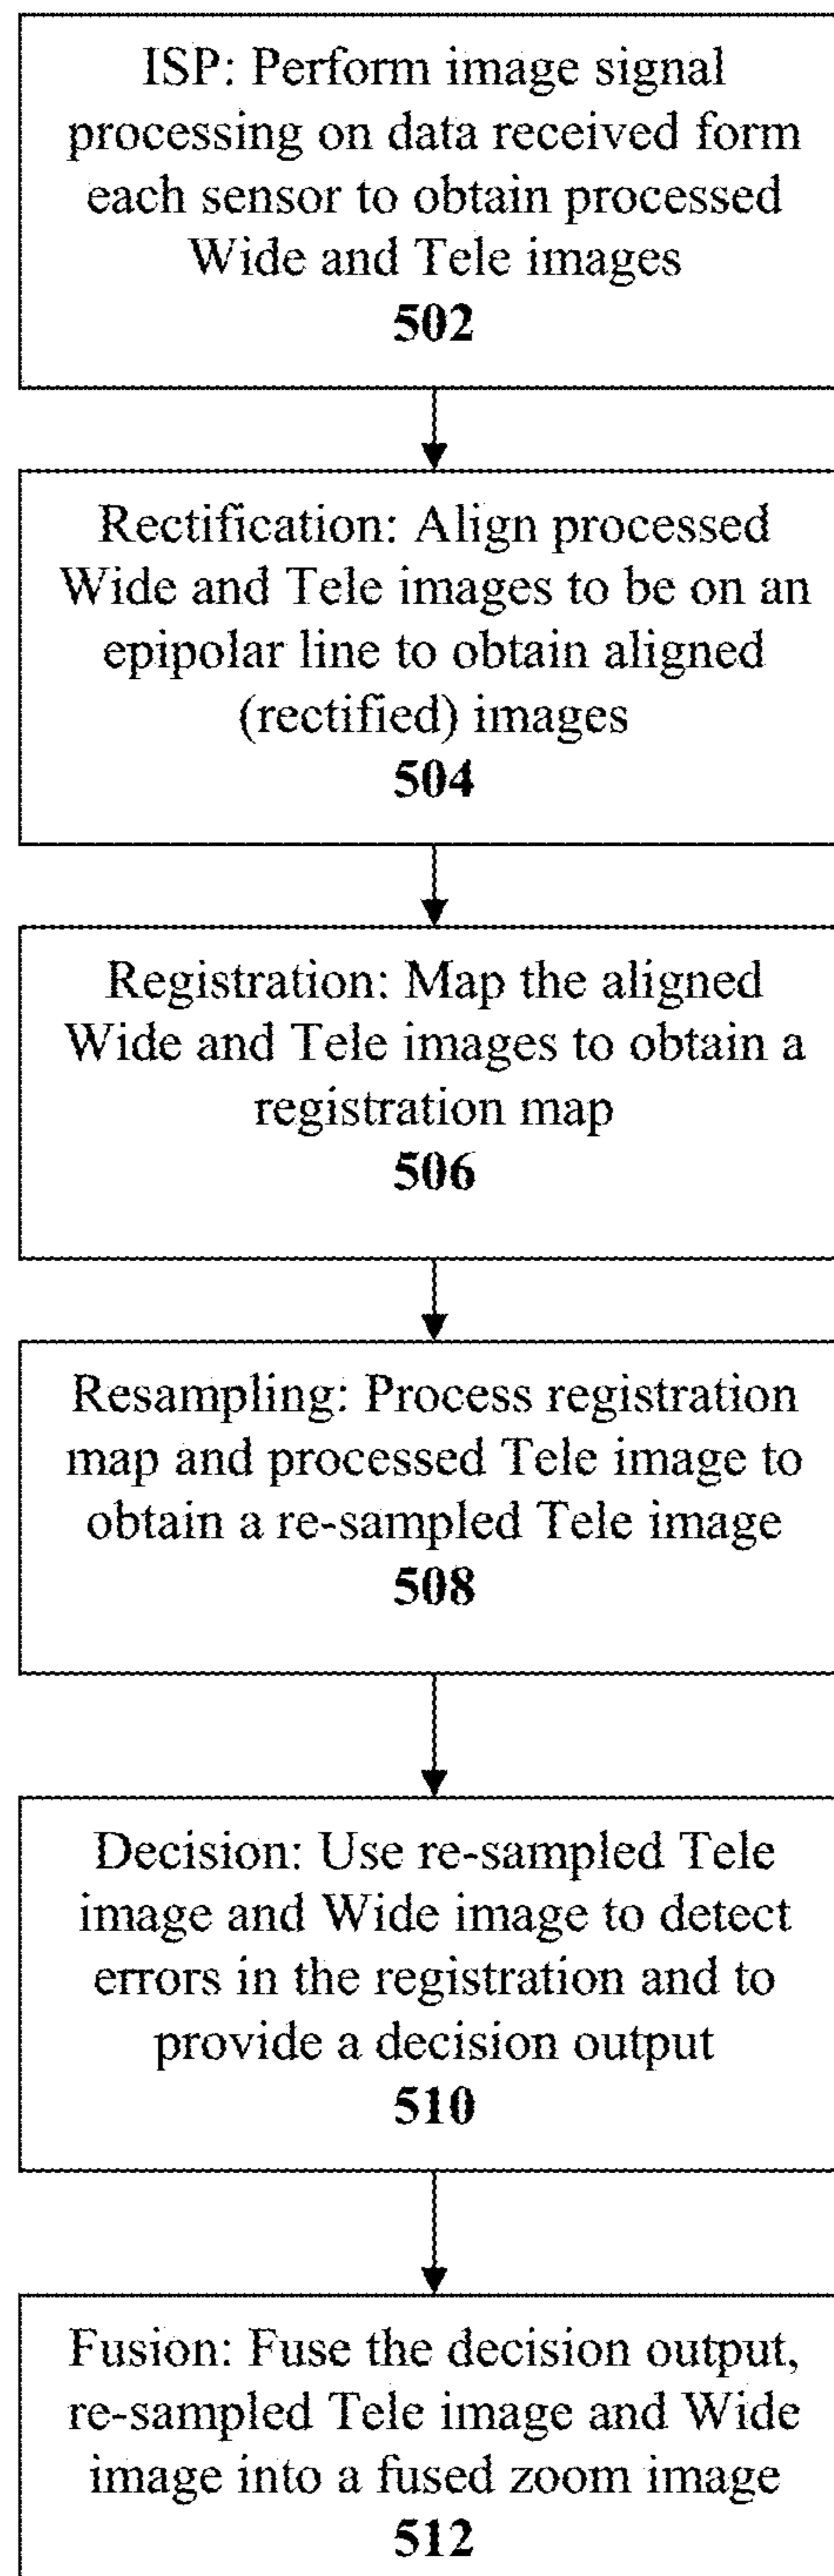 ISP: Perform image signal
processing on data received form
each sensor to obtain processed
Wide and Tele images
502
Rectification: Align processed
Wide and Tele images to be on an
epipolar line to obtain aligned
(rectified) images
504
Registration: Map the aligned
Wide and Tele images to obtain a
registration map
506
Resampling: Process registration
map and processed Tele image to
obtain a re-sampled Tele image
508
Decision: Use re-sampled Tele
image and Wide image to detect
errors in the registration and to
provide a decision output
510
Fusion: Fuse the decision output,
re-sampled Tele image and Wide
image into a fused zoom image
512